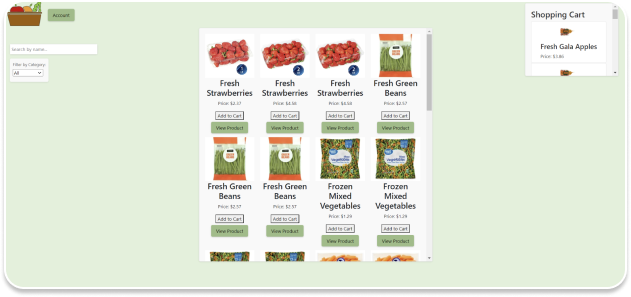 Account
Shopping Cart
Fresh Gala Apples
Price: $3.86
Search by name...
Filter by Category:
All
Fresh Strawberries
Price: $2.37
Add to Cart
View Product
Fresh Strawberries
Price: $4.58
Add to Cart
View Product
Fresh Strawberries
Price: $4.58
Add to Cart
View Product
Fresh Green Beans
Price: $2.57
Add to Cart
View Product
Fresh Green Beans
Price: $2.57
Add to Cart
View Product
Fresh Green Beans
Price: $2.57
Add to Cart
View Product
Frozen Mixed Vegetables
Price: $1.29
Add to Cart
View Product
Frozen Mixed Vegetables
Price: $1.29
Add to Cart
View Product